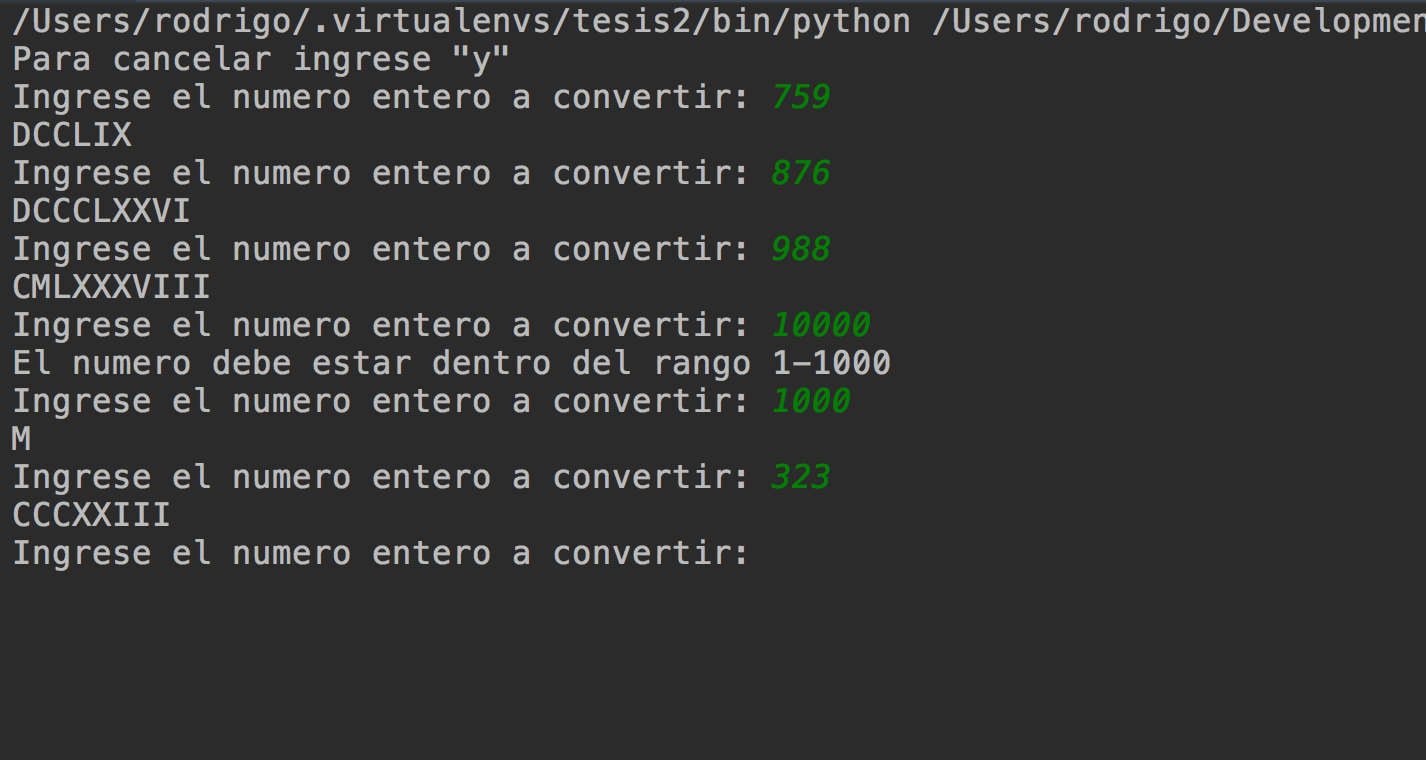 /Users/rodrigo/.virtualenvs/tesis2/bin/python /Users/rodrigo/Developmen
Para cancelar ingrese "y"
Ingrese el numero entero a convertir: 759
DCCLIX
Ingrese el numero entero a convertir: 876
DCCCLXXVI
Ingrese el numero entero a convertir: 988
CMLXXXVIII
Ingrese el numero entero a convertir: 10000
El numero debe estar dentro del rango 1-1000
Ingrese el numero entero a convertir: 1000
M
Ingrese el numero entero a convertir: 323
CCCXXIII
Ingrese el numero entero a convertir: